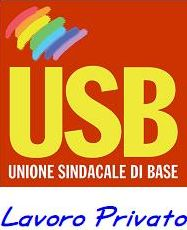 USB
UNIONE SINDACALE DI BASE
Lavoro Privato